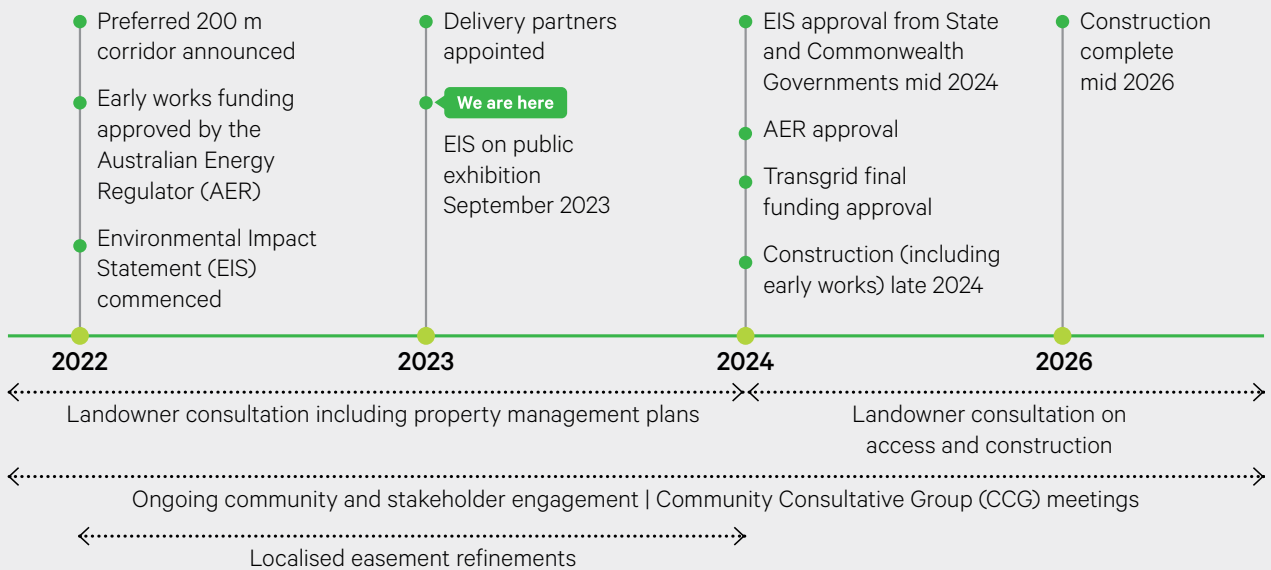 Preferred 200 m
corridor announced
Early works funding
approved by the
Australian Energy
Regulator (AER)
Environmental Impact
Statement (EIS)
commenced
Delivery partners
appointed
We are here
EIS on public
exhibition
September 2023
EIS approval from State
and Commonwealth
Governments mid 2024
AER approval
Transgrid final
funding approval
Construction (including
early works) late 2024
Construction
complete
mid 2026
2022
2023
2024
2026
Landowner consultation including property management plans
Landowner consultation on
access and construction
Ongoing community and stakeholder engagement | Community Consultative Group (CCG) meetings
Localised easement refinements